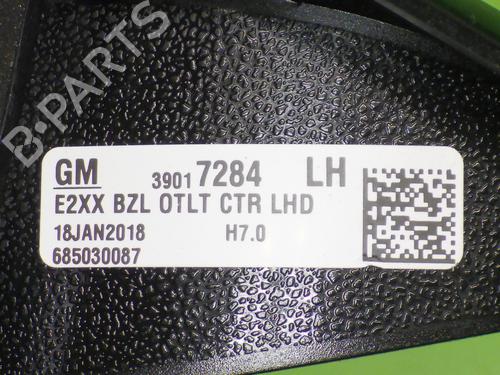 B-PARTS
GM 39017284 LH
E2XX BZL OTLT CTR LHD
18JAN2018 H7.0
685030087